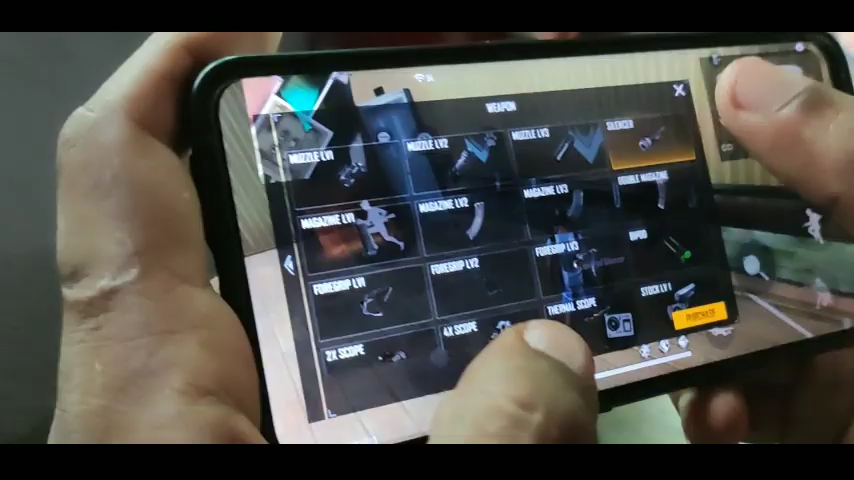 WEAPON
MUZZLE LV1
MUZZLE LV2
MUZZLE LV3
SILENCER
MAGAZINE LV1
MAGAZINE LV2
MAGAZINE LV3
DOUBLE MAGAZINE
FOREGRIP LV1
FOREGRIP LV2
FOREGRIP LV3
BIPOD
2X SCOPE
4X SCOPE
THERMAL SCOPE
STOCK LV1
PURCHASE